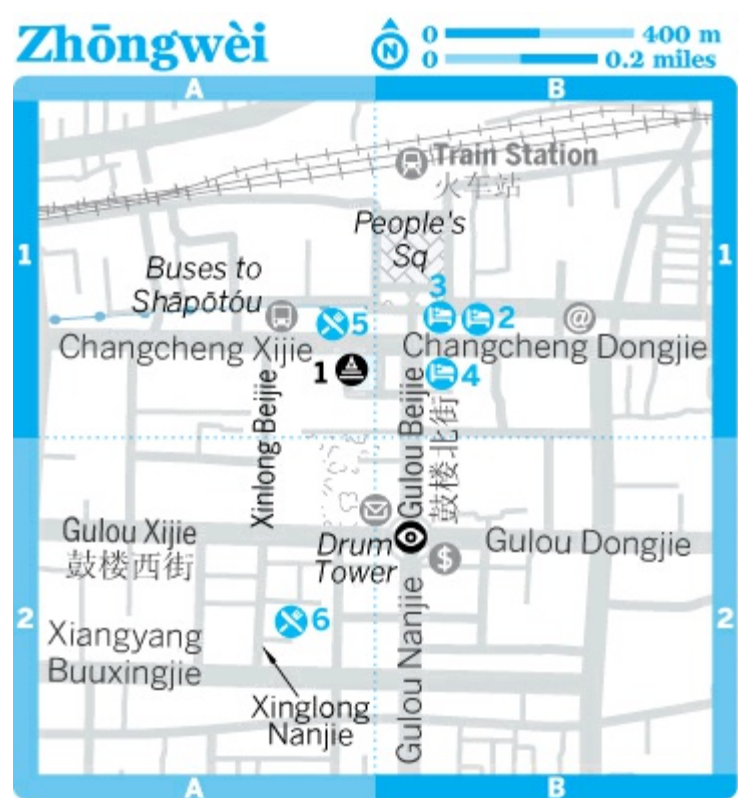 Zhōngwèi
N
0 400 m
0 0.2 miles
A B
Train Station
火车站
People's
Sq
1 1
Buses to
Shāpōtóu
3
5
2
@
Changcheng Xijie
Changcheng Dongjie
1
4
Xinlong Beijie
Gulou Beijie
鼓楼北街
Gulou Xijie
鼓楼西街
Drum
Tower
$
Gulou Dongjie
2 2
6
Xiangyang
Buuxingjie
Xinglong
Nanjie
Gulou Nanjie
A B